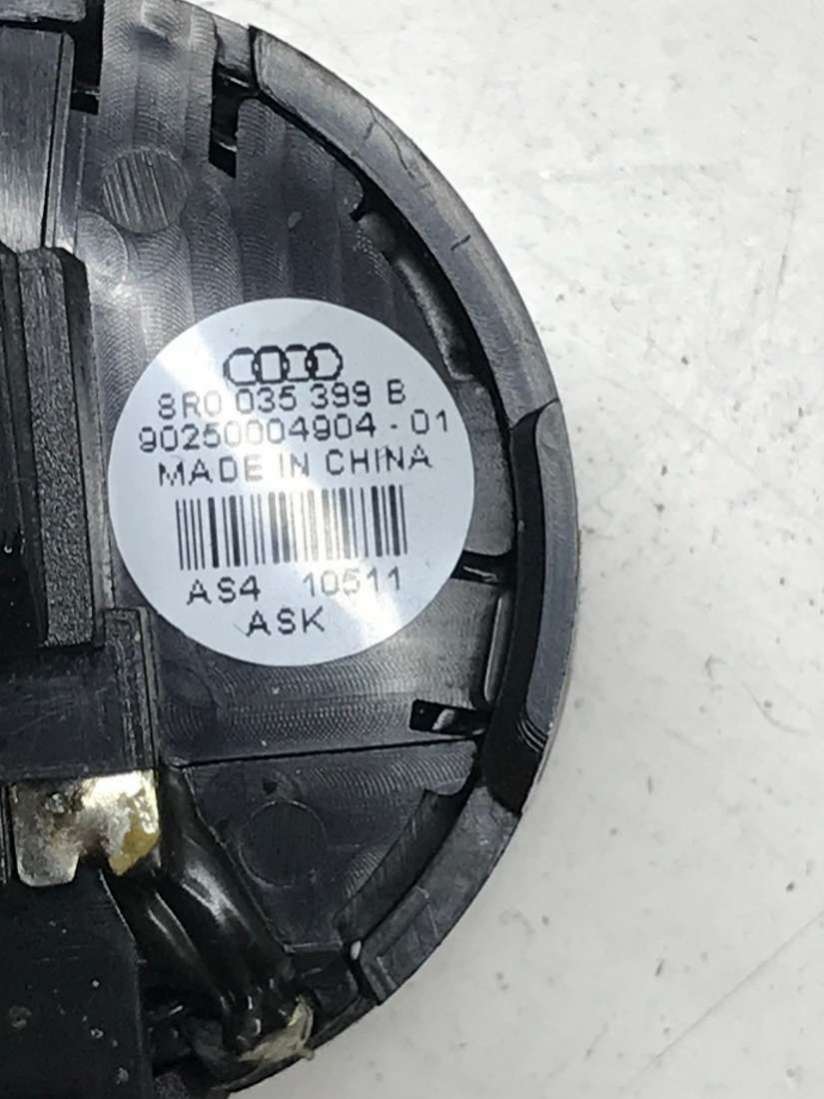 8R0 035 399 B
90250004904-01
MADE IN CHINA
AS4 10511
ASK